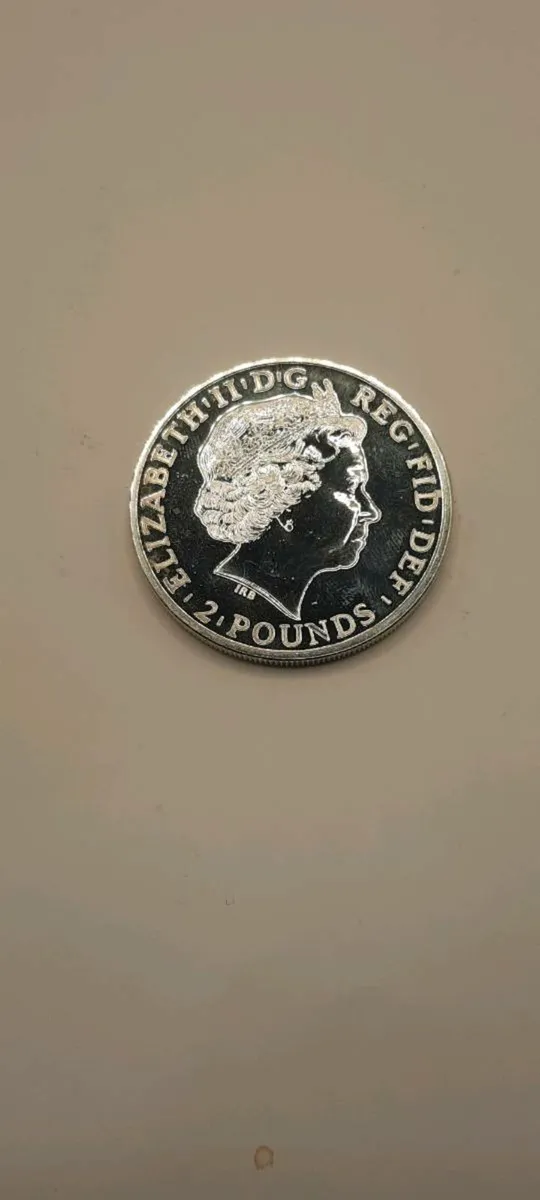 ELIZABETH·II·D·G REG·FID·DEF
·2·POUNDS·
IRB